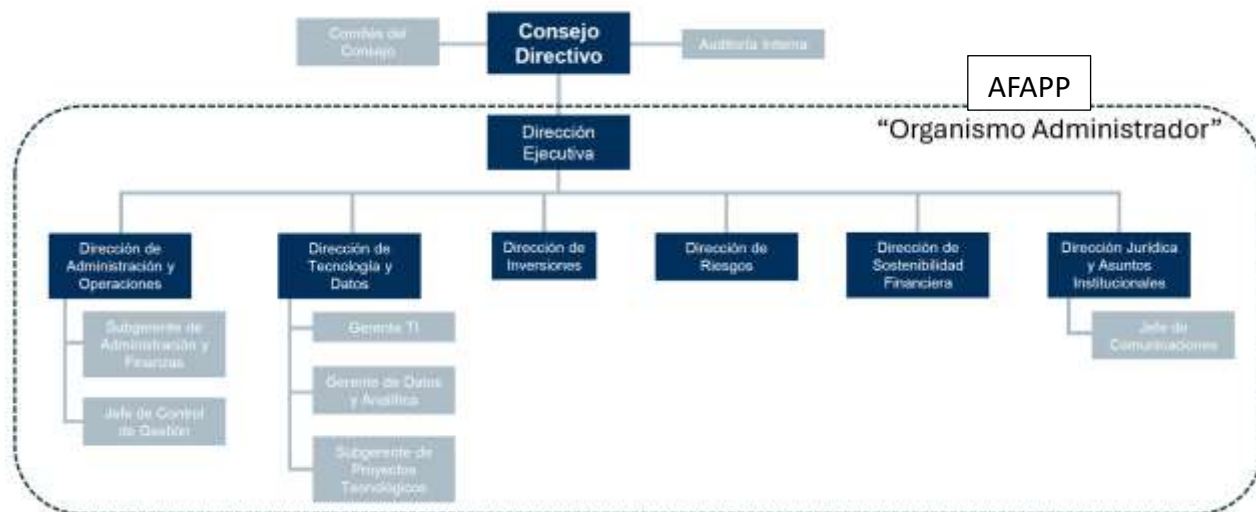 Comités del
Consejo
Consejo
Directivo
Auditoría Interna
AFAPP
“Organismo Administrador”
Dirección
Ejecutiva
Dirección de
Administración y
Operaciones
Dirección de
Tecnología y
Datos
Dirección de
Inversiones
Dirección de
Riesgos
Dirección de
Sostenibilidad
Financiera
Dirección Jurídica
y Asuntos
Institucionales
Subgerente de
Administración y
Finanzas
Jefe de Control
de Gestión
Gerente TI
Gerente de Datos
y Analítica
Subgerente de
Proyectos
Tecnológicos
Jefe de
Comunicaciones